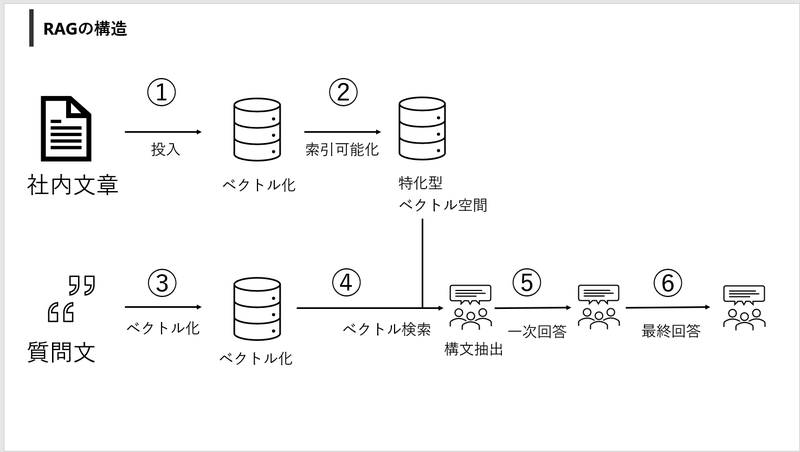 RAGの構造
① ②
投入 索引可能化
社内文章 ベクトル化 特化型
ベクトル空間
③ ④ ⑤ ⑥
ベクトル化 ベクトル検索 一次回答 最終回答
質問文 ベクトル化 構文抽出